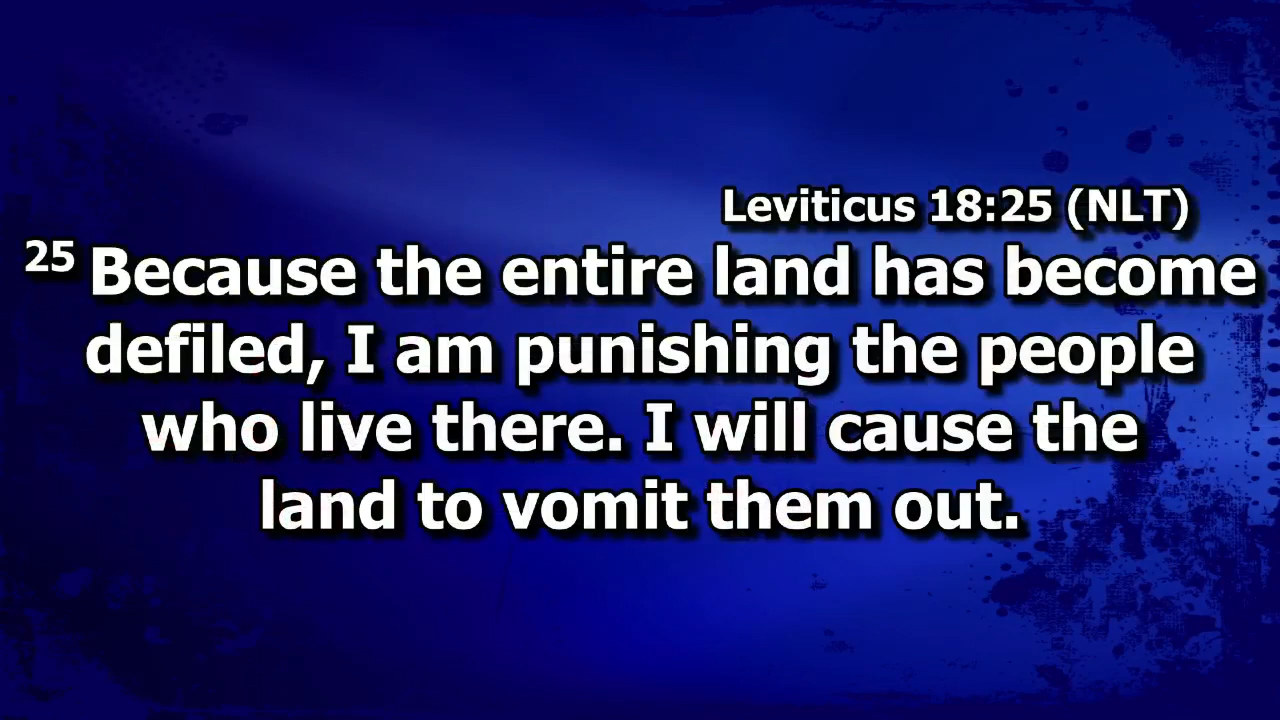 Leviticus 18:25 (NLT)
25 Because the entire land has become
defiled, I am punishing the people
who live there. I will cause the
land to vomit them out.